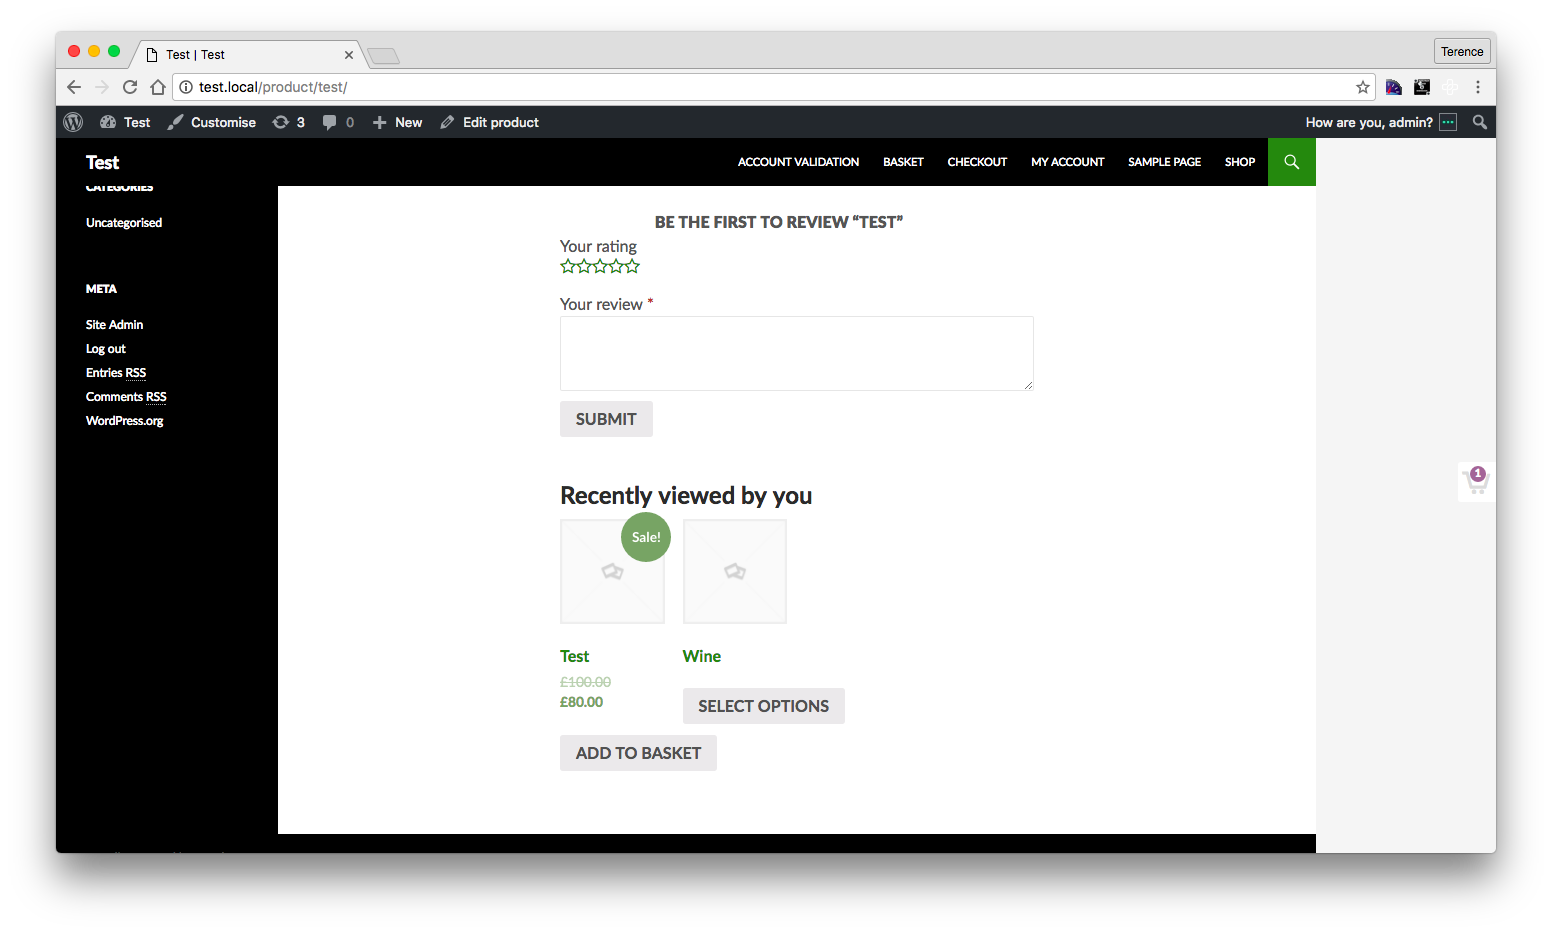 Test | Test
Terence
test.local/product/test/
Test
Customise
3
0
New
Edit product
How are you, admin?
Test
ACCOUNT VALIDATION
BASKET
CHECKOUT
MY ACCOUNT
SAMPLE PAGE
SHOP
CATEGORIES
Uncategorised
META
Site Admin
Log out
Entries RSS
Comments RSS
WordPress.org
BE THE FIRST TO REVIEW “TEST”
Your rating
Your review *
SUBMIT
1
Recently viewed by you
Sale!
Test
£100.00
£80.00
ADD TO BASKET
Wine
SELECT OPTIONS